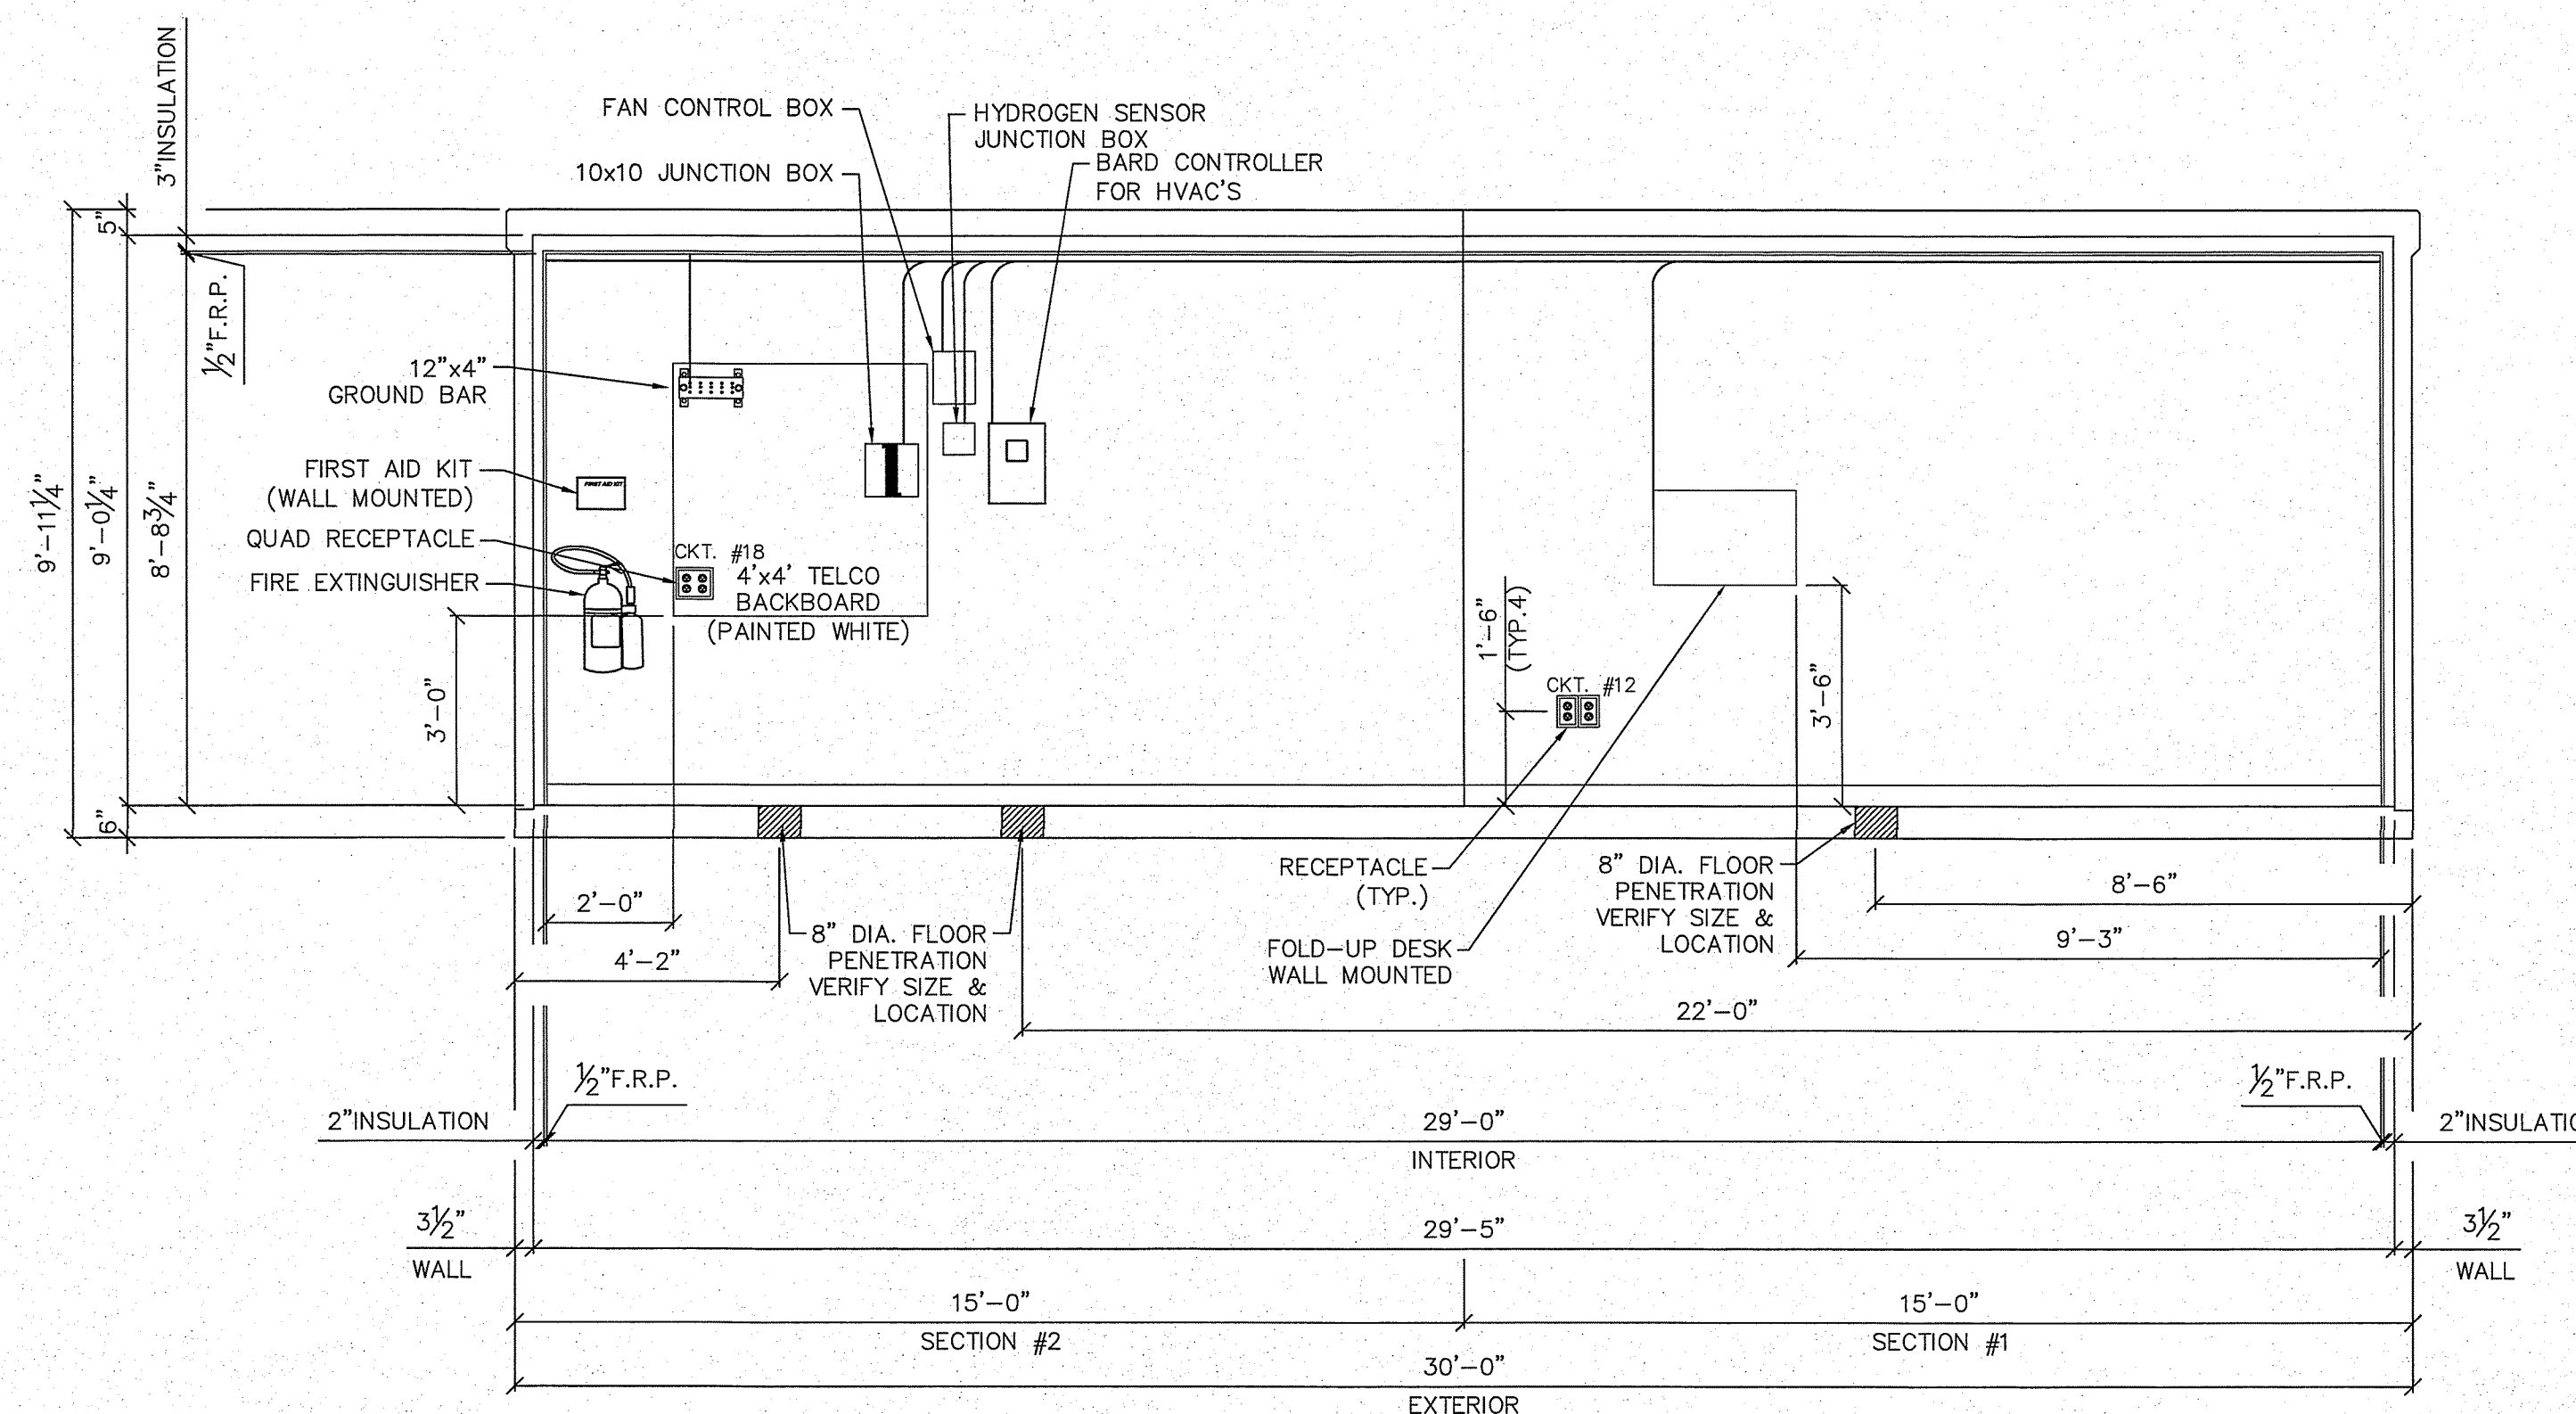 3"INSULATION
FAN CONTROL BOX
HYDROGEN SENSOR
JUNCTION BOX
10x10 JUNCTION BOX
BARD CONTROLLER
FOR HVAC'S
5"
½"F.R.P.
12"x4"
GROUND BAR
FIRST AID KIT
(WALL MOUNTED)
FIRST AID KIT
QUAD RECEPTACLE
FIRE EXTINGUISHER
CKT. #18
4'x4' TELCO
BACKBOARD
(PAINTED WHITE)
9'-11¼"
9'-0¼"
8'-8¾"
3'-0"
6"
1'-6"
(TYP.4)
CKT. #12
3'-6"
RECEPTACLE
(TYP.)
FOLD-UP DESK
WALL MOUNTED
8" DIA. FLOOR
PENETRATION
VERIFY SIZE &
LOCATION
8'-6"
9'-3"
2'-0"
4'-2"
8" DIA. FLOOR
PENETRATION
VERIFY SIZE &
LOCATION
22'-0"
½"F.R.P.
½"F.R.P.
2"INSULATION
29'-0"
INTERIOR
2"INSULATIO
3½"
WALL
29'-5"
3½"
WALL
15'-0"
SECTION #2
15'-0"
SECTION #1
30'-0"
EXTERIOR